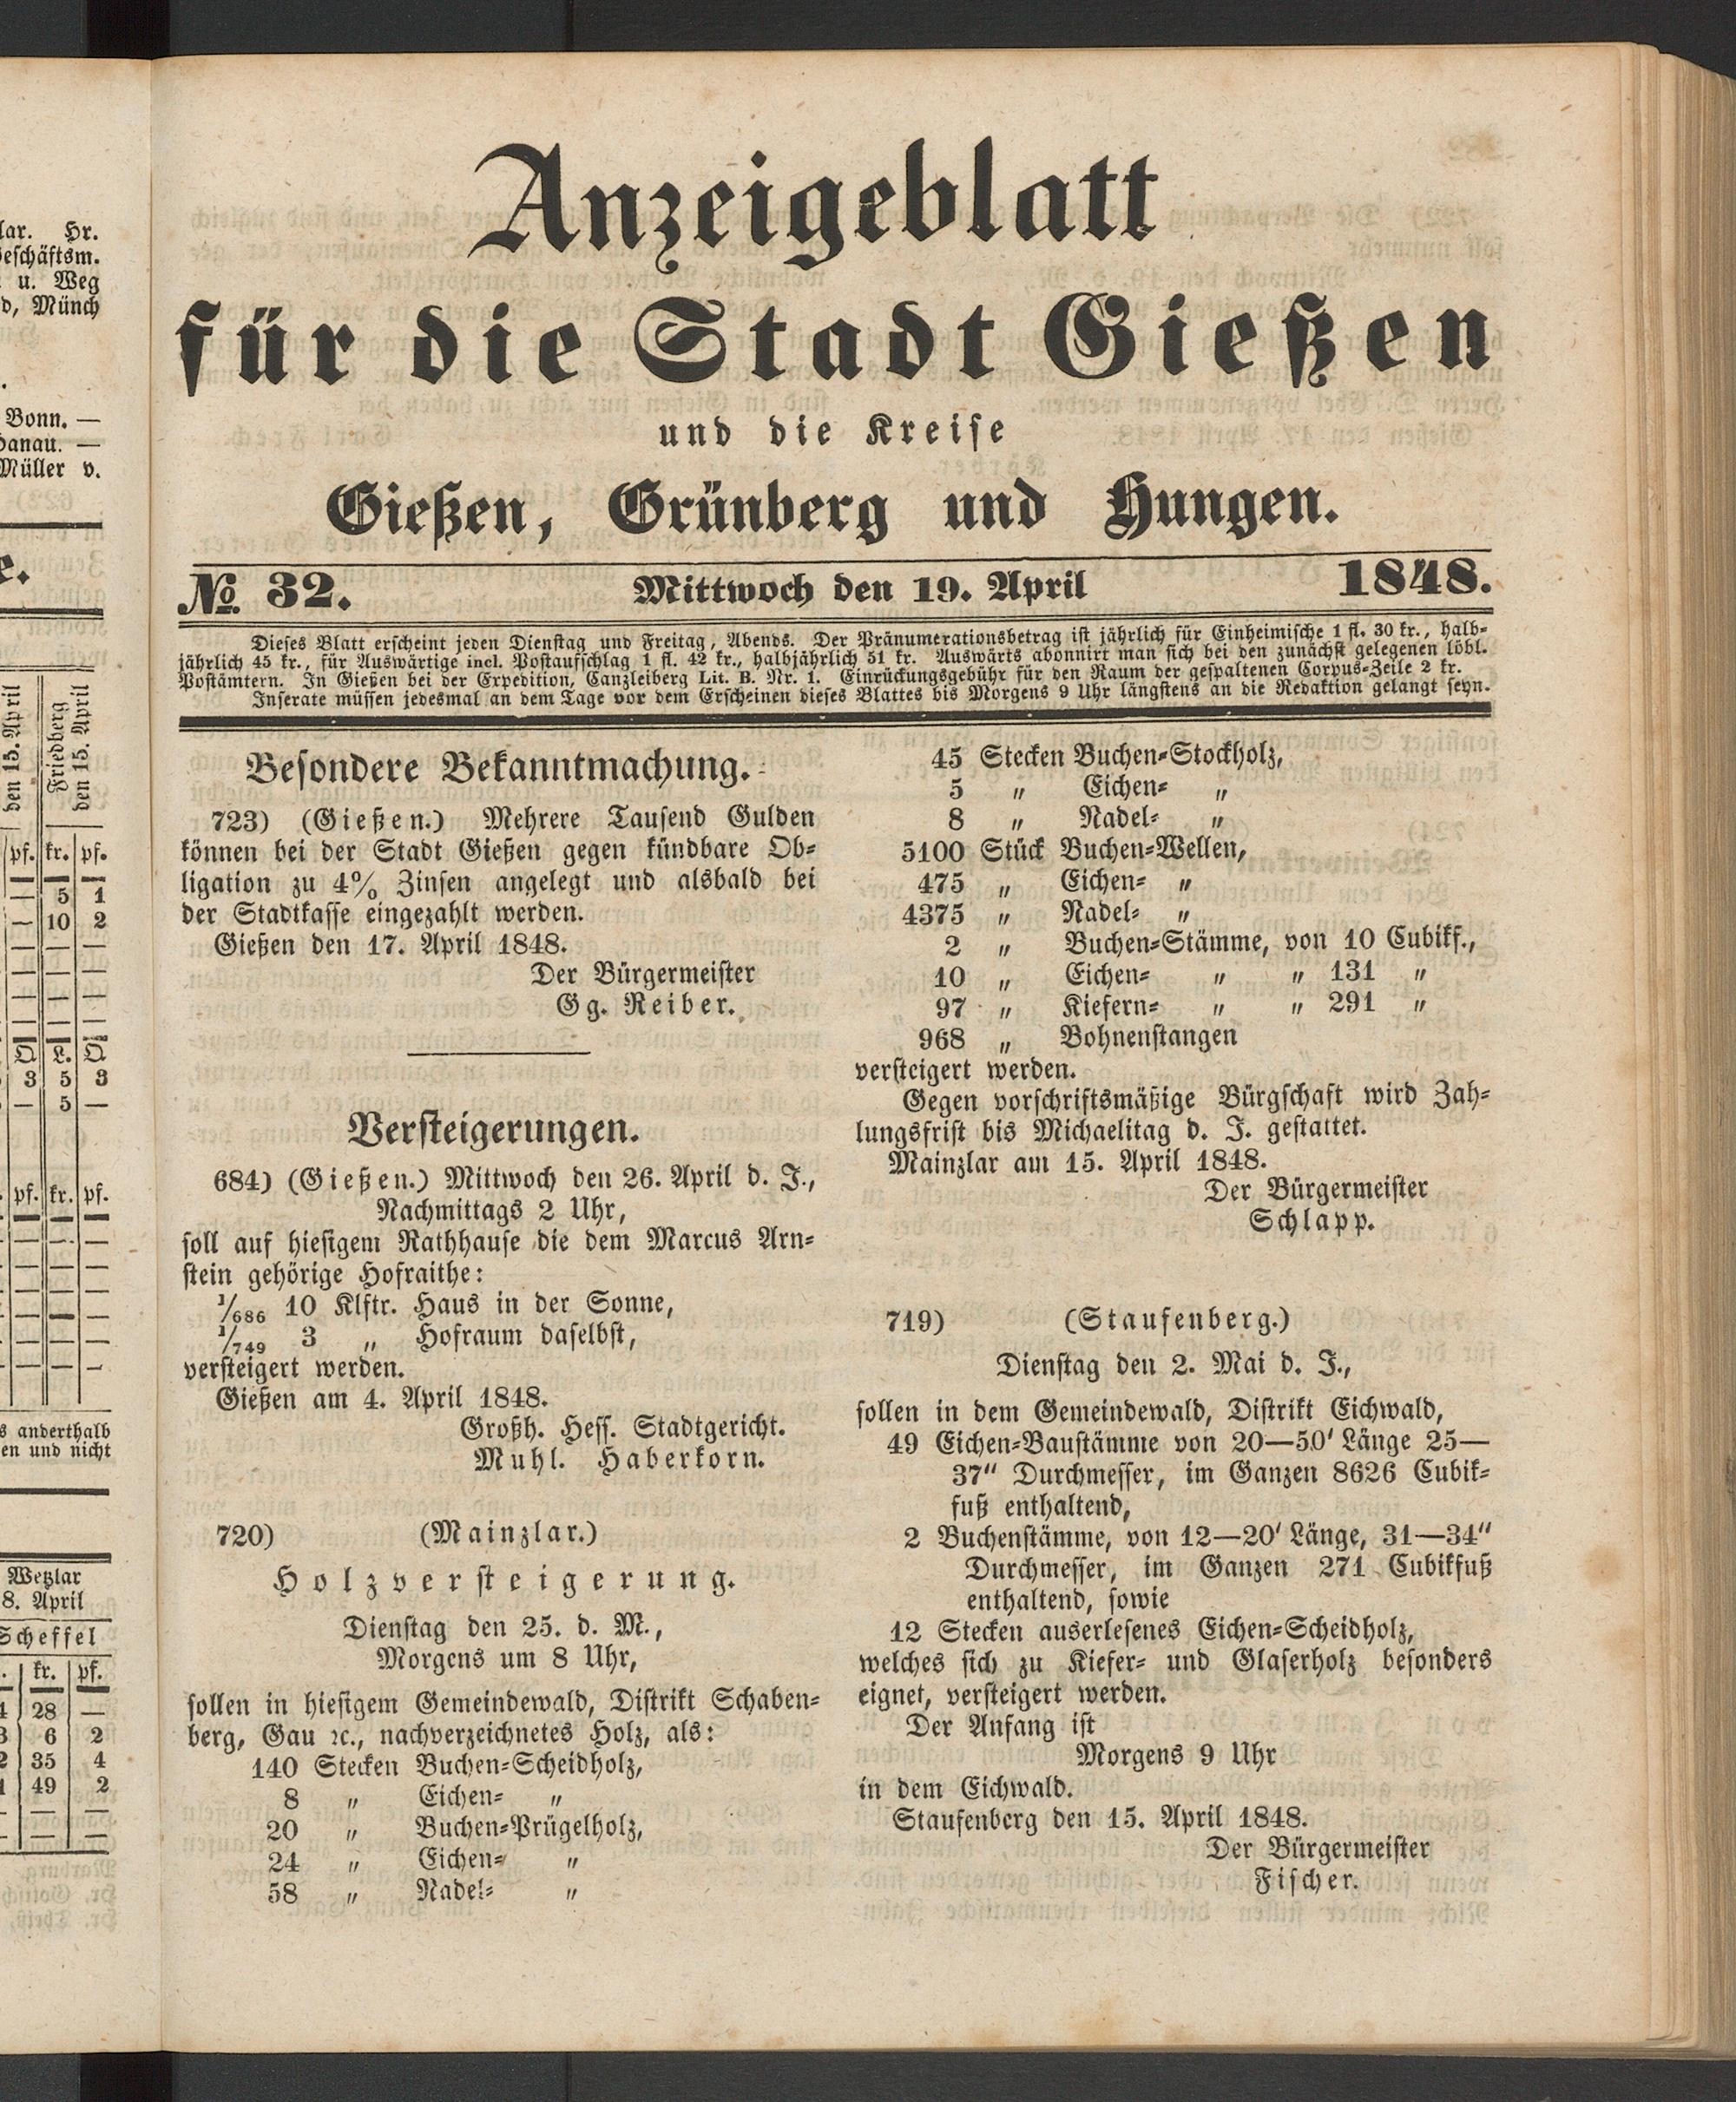 Anzeigeblatt
für die Stadt Gießen
und die Kreise
Gießen, Grünberg und Hungen.
№ 32. Mittwoch den 19. April 1848.
Dieses Blatt erscheint jeden Dienstag und Freitag, Abends. Der Pränumerationsbetrag ist jährlich für Einheimische 1 fl. 30 kr., halb-
jährlich 45 kr., für Auswärtige incl. Postaufschlag 1 fl. 42 kr., halbjährlich 51 kr. Auswärts abonnirt man sich bei den zunächst gelegenen löbl.
Postämtern. In Gießen bei der Expedition, Canzleiberg Lit. B. Nr. 1. Einrückungsgebühr für den Raum der gespaltenen Corpus-Zeile 2 kr.
Inserate müssen jedesmal an dem Tage vor dem Erscheinen dieses Blattes bis Morgens 9 Uhr längstens an die Redaktion gelangt seyn.
Besondere Bekanntmachung.
723) (Gießen.) Mehrere Tausend Gulden
können bei der Stadt Gießen gegen kündbare Ob-
ligation zu 4% Zinsen angelegt und alsbald bei
der Stadtkasse eingezahlt werden.
Gießen den 17. April 1848.
Der Bürgermeister
Gg. Reiber.
Versteigerungen.
684) (Gießen.) Mittwoch den 26. April d. J.,
Nachmittags 2 Uhr,
soll auf hiesigem Rathhause die dem Marcus Arn-
stein gehörige Hofraithe:
1/686 10 Klftr. Haus in der Sonne,
1/749 3 „ Hofraum daselbst,
versteigert werden.
Gießen am 4. April 1848.
Großh. Hess. Stadtgericht.
Muhl. Haberkorn.
720) (Mainzlar.)
Holzversteigerung.
Dienstag den 25. d. M.,
Morgens um 8 Uhr,
sollen in hiesigem Gemeindewald, Distrikt Schaben-
berg, Gau ꝛc., nachverzeichnetes Holz, als:
140 Stecken Buchen-Scheidholz,
8 „ Eichen- „
20 „ Buchen-Prügelholz,
24 „ Eichen- „
58 „ Nadel- „
45 Stecken Buchen-Stockholz,
5 „ Eichen- „
8 „ Nadel- „
5100 Stück Buchen-Wellen,
475 „ Eichen- „
4375 „ Nadel- „
2 „ Buchen-Stämme, von 10 Cubikf.,
10 „ Eichen- „ „ 131 „
97 „ Kiefern- „ „ 291 „
968 „ Bohnenstangen
versteigert werden.
Gegen vorschriftsmäßige Bürgschaft wird Zah-
lungsfrist bis Michaelitag d. J. gestattet.
Mainzlar am 15. April 1848.
Der Bürgermeister
Schlapp.
719) (Staufenberg.)
Dienstag den 2. Mai d. J.,
sollen in dem Gemeindewald, Distrikt Eichwald,
49 Eichen-Baustämme von 20—50' Länge 25—
37" Durchmesser, im Ganzen 8626 Cubik-
fuß enthaltend,
2 Buchenstämme, von 12—20' Länge, 31—34"
Durchmesser, im Ganzen 271 Cubikfuß
enthaltend, sowie
12 Stecken auserlesenes Eichen-Scheidholz,
welches sich zu Kiefer- und Glaserholz besonders
eignet, versteigert werden.
Der Anfang ist
Morgens 9 Uhr
in dem Eichwald.
Staufenberg den 15. April 1848.
Der Bürgermeister
Fischer.